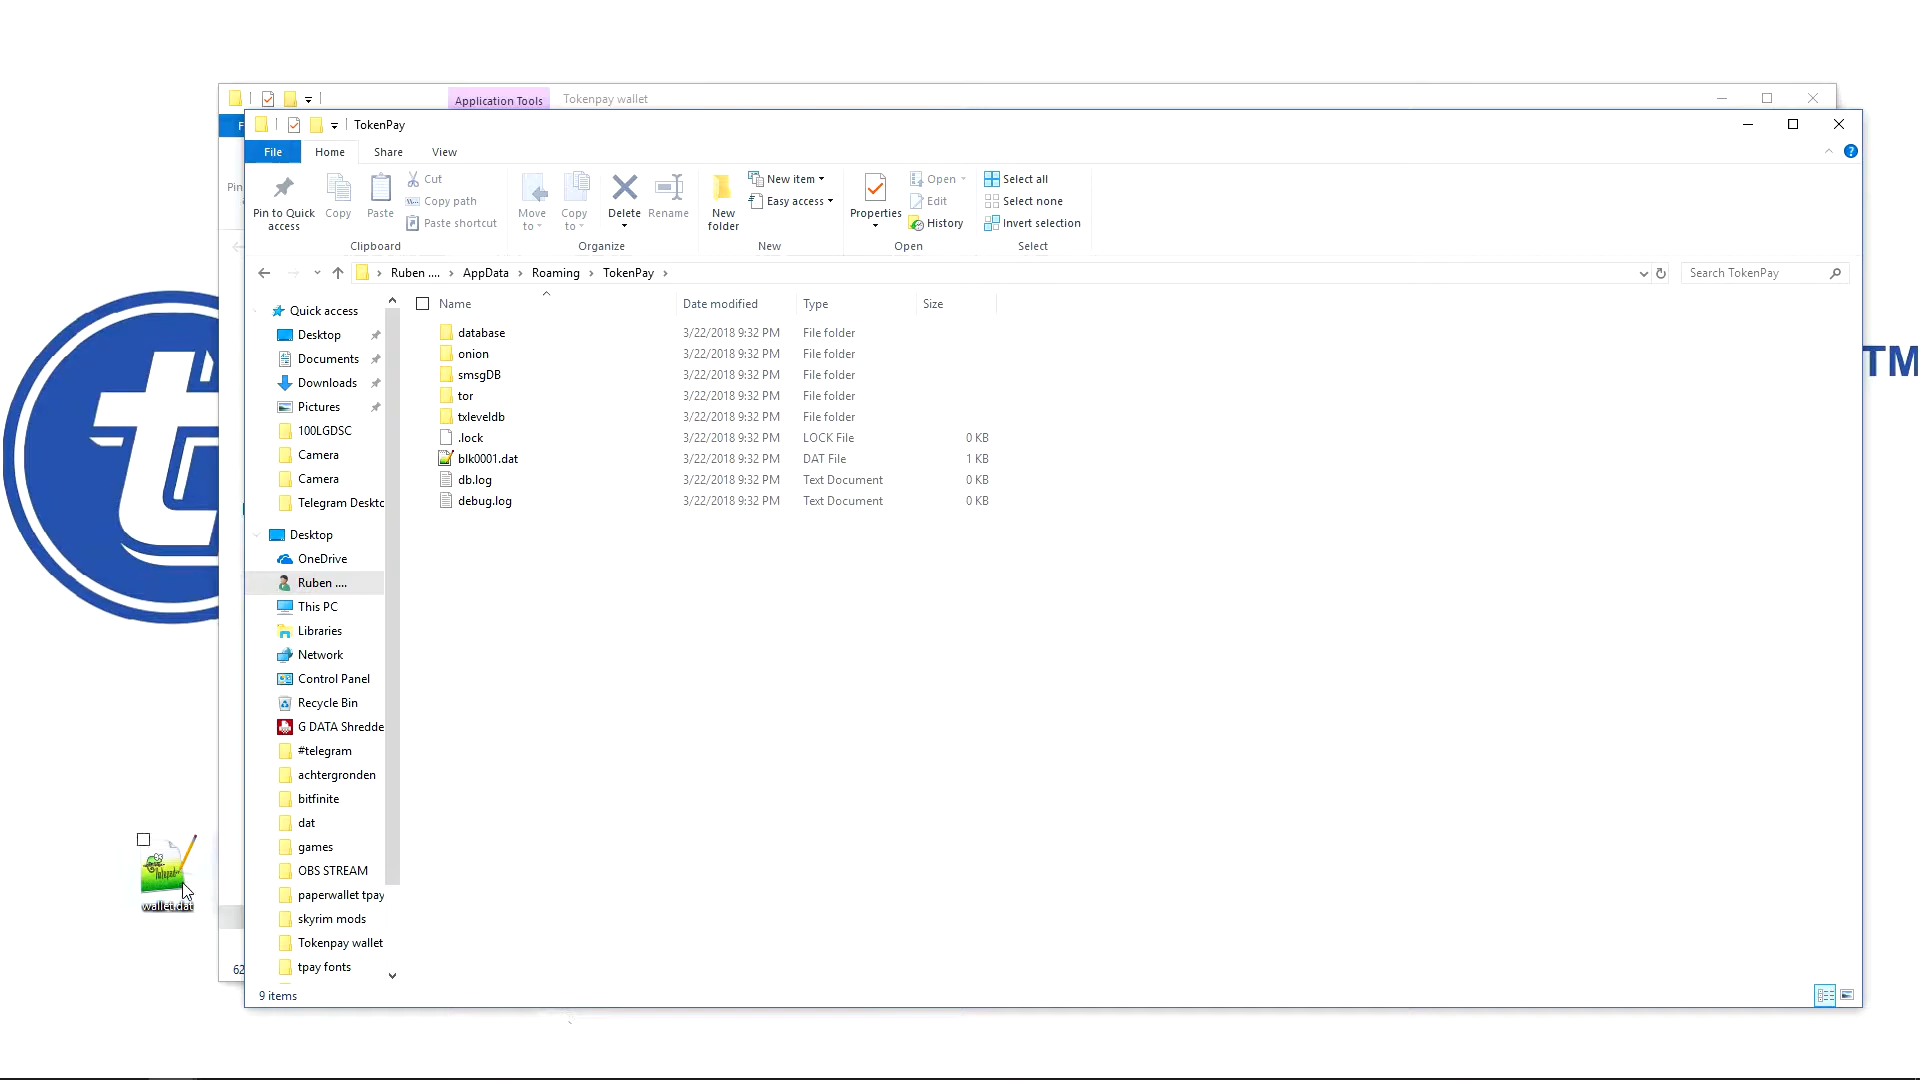 Application Tools
Tokenpay wallet
TokenPay
File
Home
Share
View
Pin to Quick access
Copy
Paste
Cut
Copy path
Paste shortcut
Clipboard
Move to
Copy to
Delete
Rename
Organize
New folder
New item
Easy access
New
Properties
Open
Edit
History
Open
Select all
Select none
Invert selection
Select
Ruben .... > AppData > Roaming > TokenPay >
Search TokenPay
Quick access
Desktop
Documents
Downloads
Pictures
100LGDSC
Camera
Camera
Telegram Deskto
Desktop
OneDrive
Ruben ....
This PC
Libraries
Network
Control Panel
Recycle Bin
G DATA Shredde
#telegram
achtergronden
bitfinite
dat
games
OBS STREAM
paperwallet tpay
skyrim mods
Tokenpay wallet
tpay fonts
Name Date modified Type Size
database 3/22/2018 9:32 PM File folder
onion 3/22/2018 9:32 PM File folder
smsgDB 3/22/2018 9:32 PM File folder
tor 3/22/2018 9:32 PM File folder
txleveldb 3/22/2018 9:32 PM File folder
.lock 3/22/2018 9:32 PM LOCK File 0 KB
blk0001.dat 3/22/2018 9:32 PM DAT File 1 KB
db.log 3/22/2018 9:32 PM Text Document 0 KB
debug.log 3/22/2018 9:32 PM Text Document 0 KB
9 items
wallet.dat
Pin
62
TM